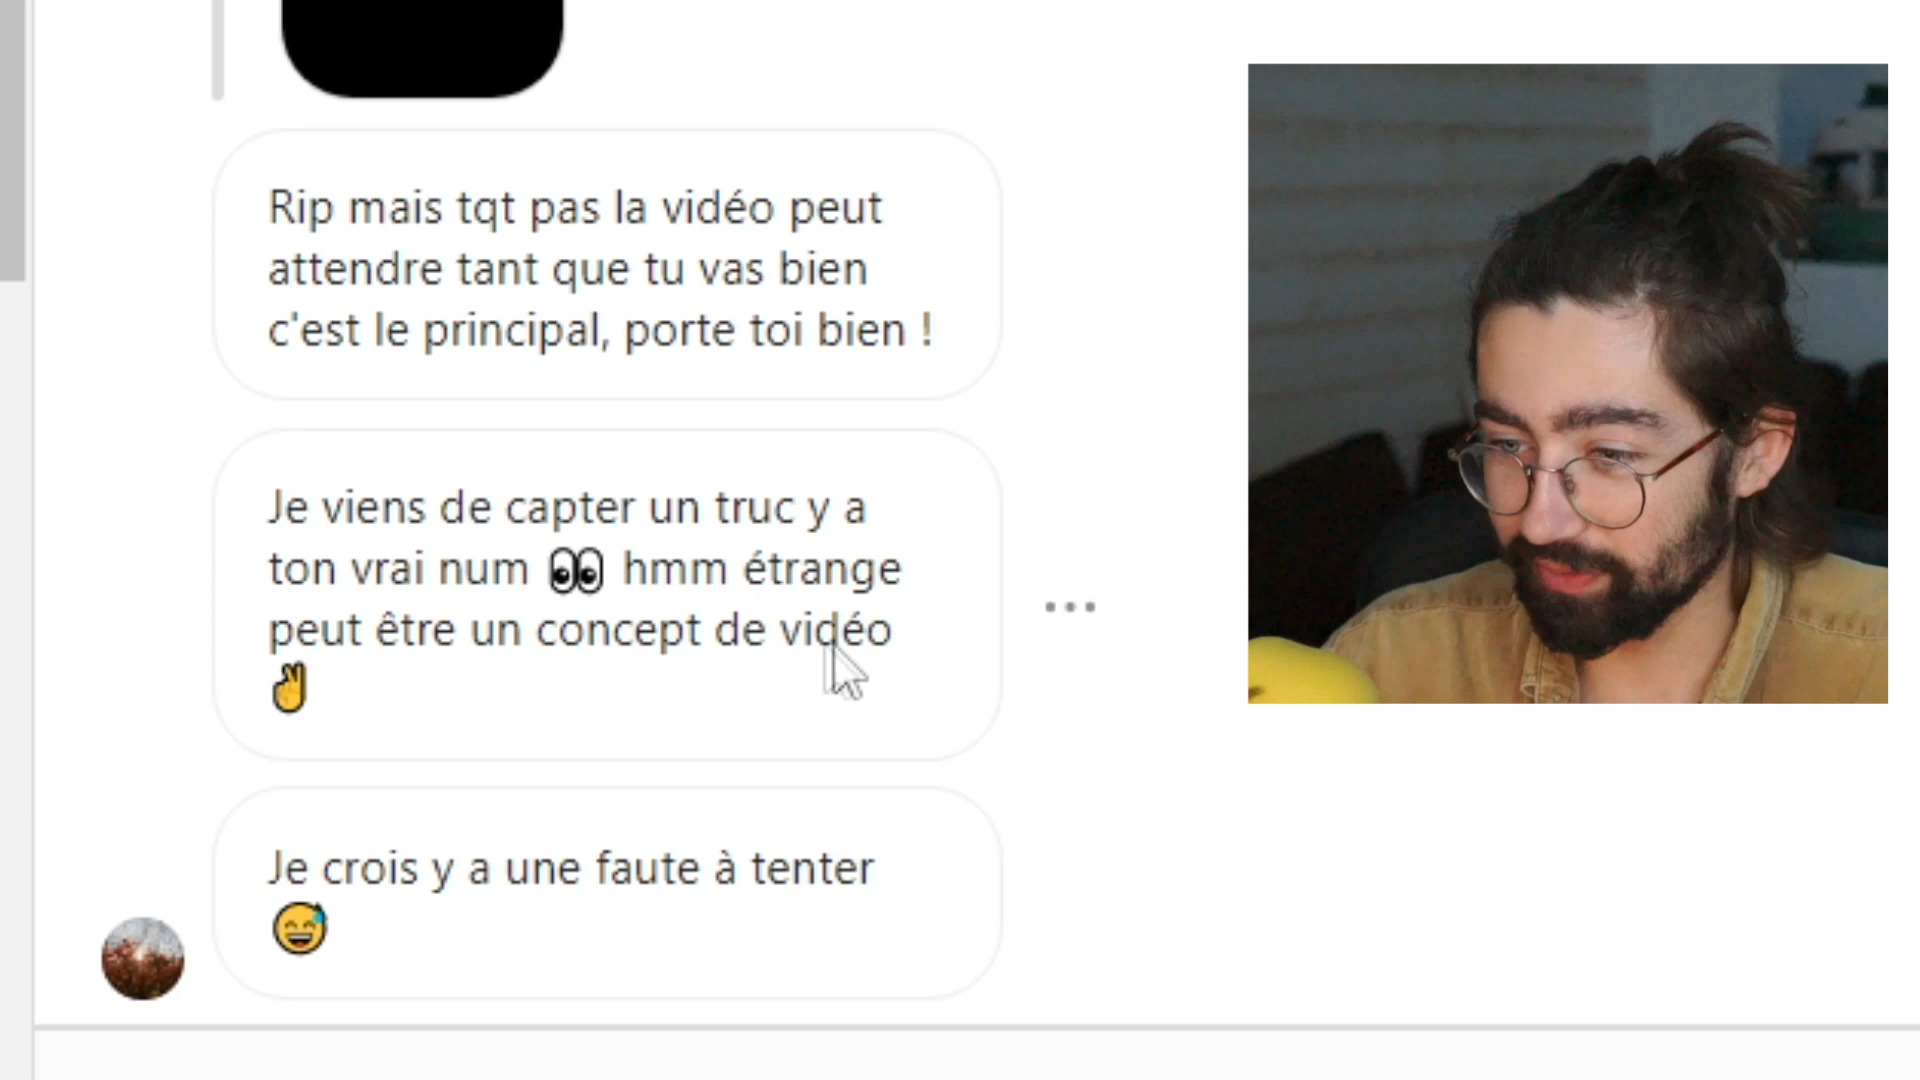 Rip mais tqt pas la vidéo peut
attendre tant que tu vas bien
c'est le principal, porte toi bien !
Je viens de capter un truc y a
ton vrai num 👀 hmm étrange
peut être un concept de vidéo
✌️
Je crois y a une faute à tenter
😅